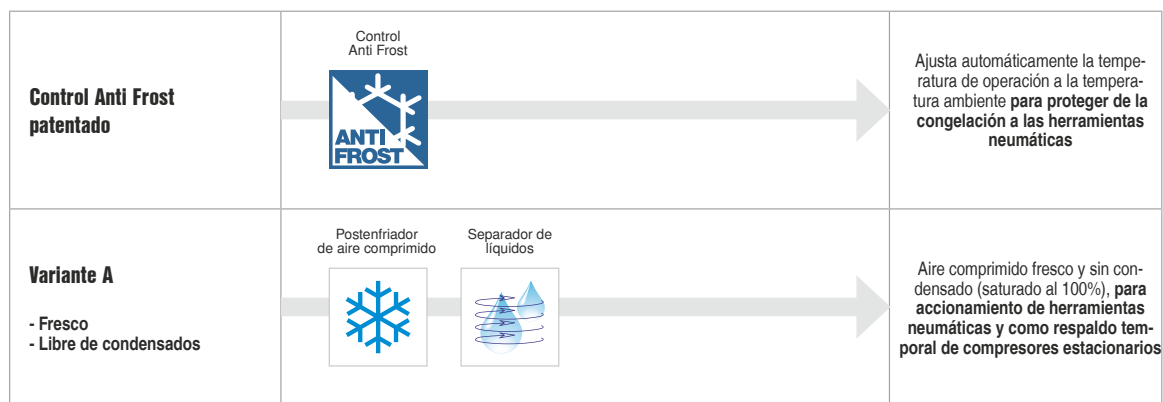 Control Anti Frost
patentado
Control
Anti Frost
ANTI
FROST
Ajusta automáticamente la tempe-
ratura de operación a la tempera-
tura ambiente para proteger de la
congelación a las herramientas
neumáticas
Variante A
- Fresco
- Libre de condensados
Postenfriador
de aire comprimido
Separador de
líquidos
Aire comprimido fresco y sin con-
densado (saturado al 100%), para
accionamiento de herramientas
neumáticas y como respaldo tem-
poral de compresores estacionarios